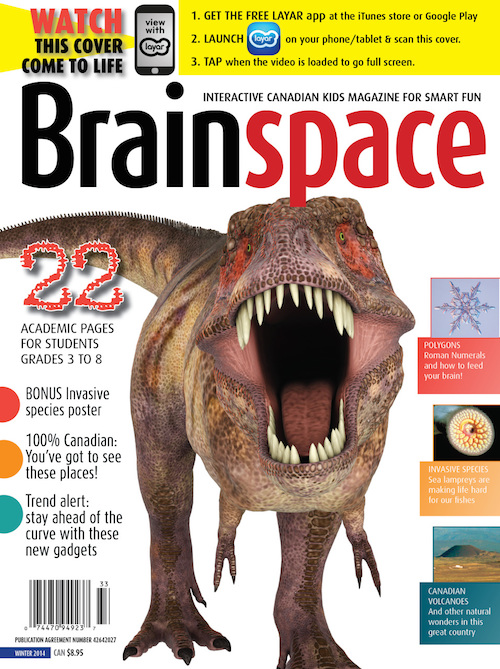 WATCH
THIS COVER
COME TO LIFE
view
with
layar
1. GET THE FREE LAYAR app at the iTunes store or Google Play
2. LAUNCH layar on your phone/tablet & scan this cover.
3. TAP when the video is loaded to go full screen.
INTERACTIVE CANADIAN KIDS MAGAZINE FOR SMART FUN
Brainspace
22
ACADEMIC PAGES
FOR STUDENTS
GRADES 3 TO 8
BONUS Invasive
species poster
100% Canadian:
You've got to see
these places!
Trend alert:
stay ahead of the
curve with these
new gadgets
POLYGONS
Roman Numerals
and how to feed
your brain!
INVASIVE SPECIES
Sea lampreys are
making life hard
for our fishes
CANADIAN
VOLCANOES
And other natural
wonders in this
great country
33
0 74470 94923 7
PUBLICATION AGREEMENT NUMBER 42642027
WINTER 2014 CAN $8.95